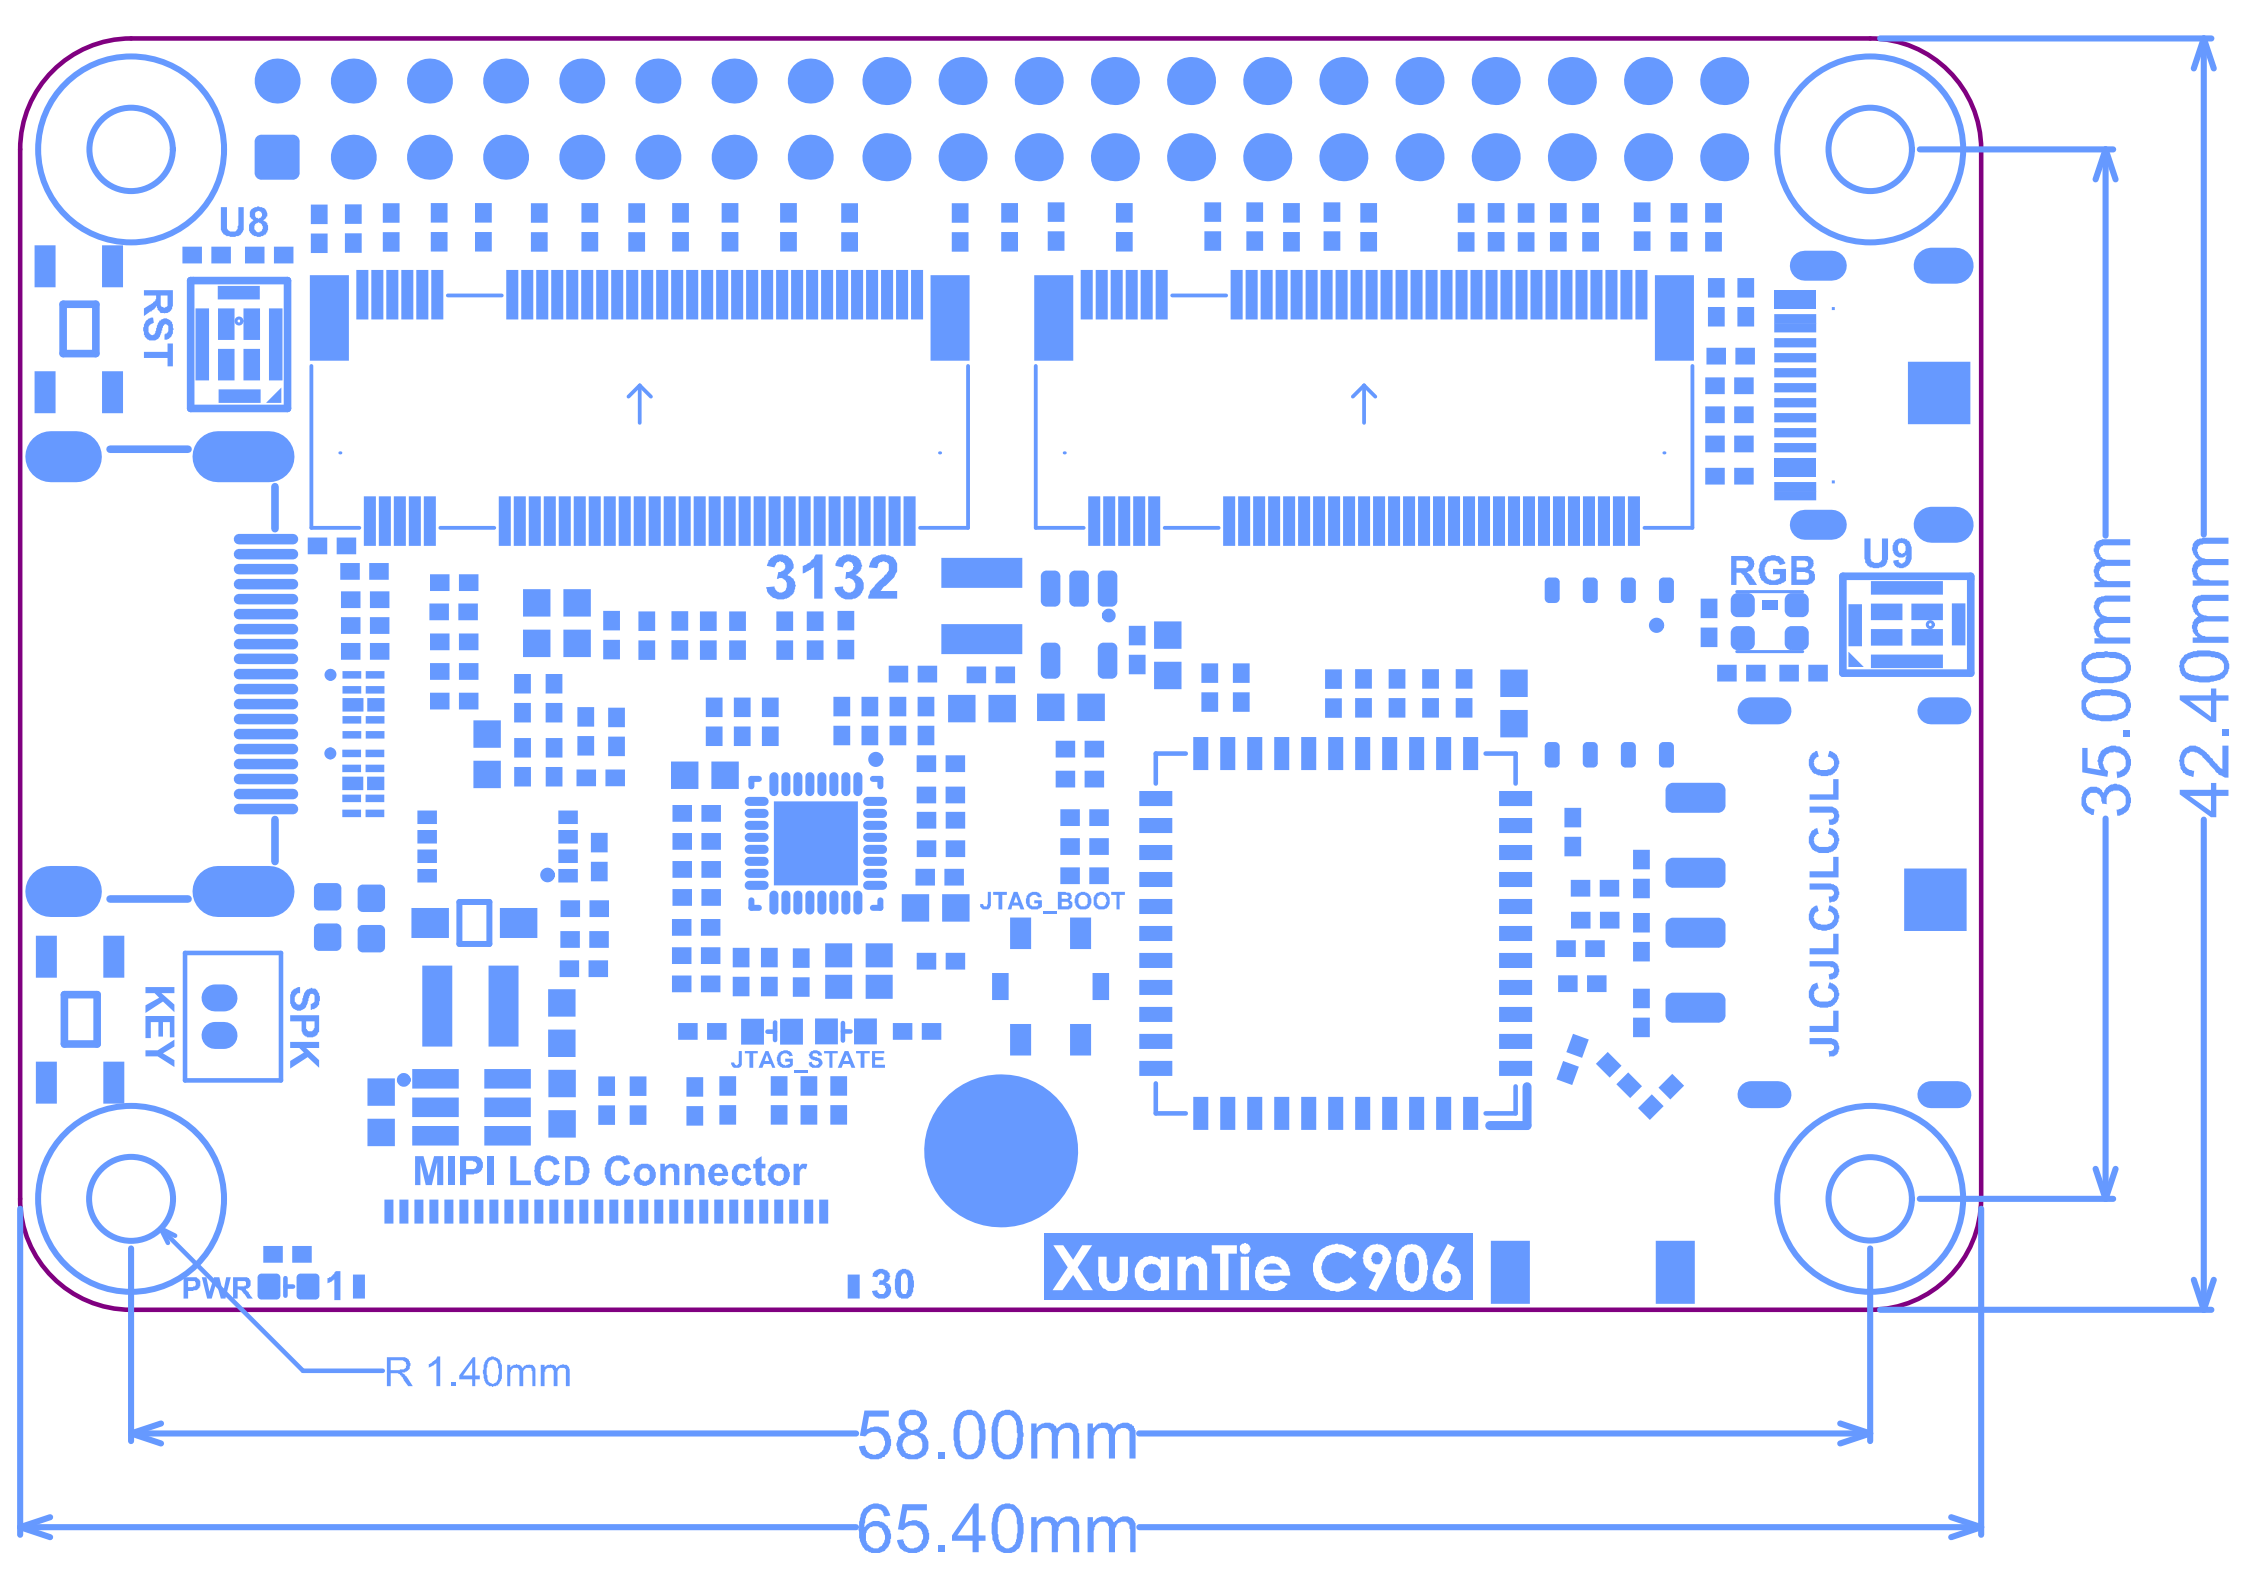 U8
RST
3132
RGB
U9
35.00mm
42.40mm
JLCJLCJLCJLC
JTAG_BOOT
KEY
SPK
JTAG_STATE
MIPI LCD Connector
XuanTie C906
PWR
1
30
R 1.40mm
58.00mm
65.40mm